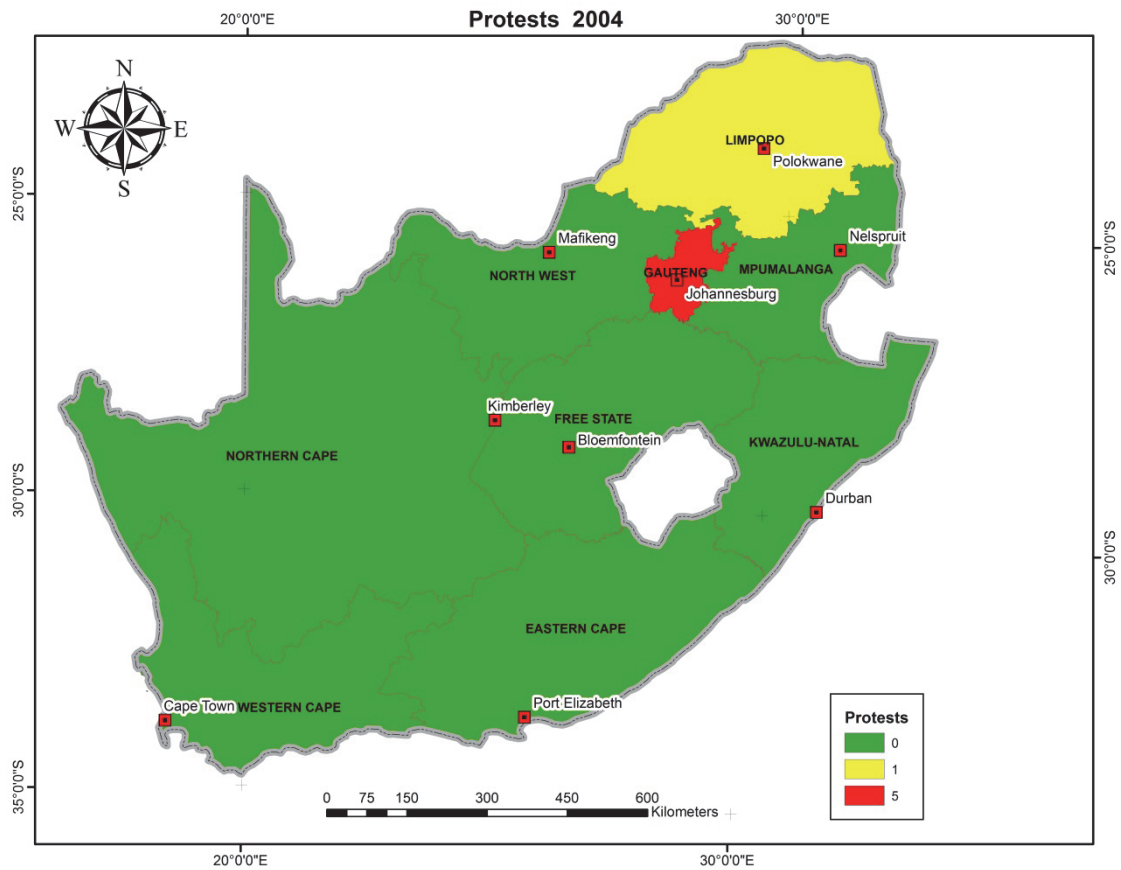 Protests 2004
20°0'0"E
30°0'0"E
N
W
E
S
LIMPOPO
Polokwane
25°0'0"S
Mafikeng
Nelspruit
25°0'0"S
NORTH WEST
GAUTENG
MPUMALANGA
Johannesburg
Kimberley
FREE STATE
Bloemfontein
KWAZULU-NATAL
NORTHERN CAPE
30°0'0"S
Durban
30°0'0"S
EASTERN CAPE
Cape Town
WESTERN CAPE
Port Elizabeth
Protests
0
1
5
35°0'0"S
0 75 150 300 450 600
Kilometers
20°0'0"E
30°0'0"E